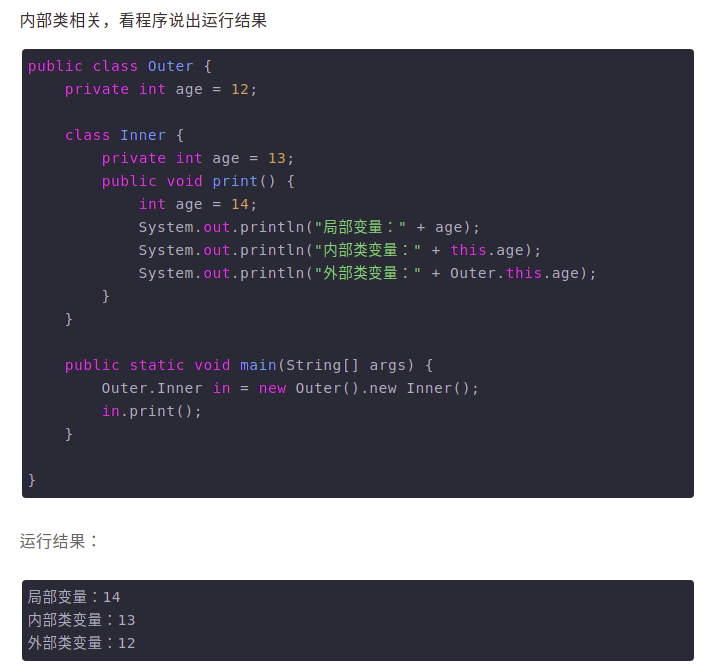 内部类相关，看程序说出运行结果
public class Outer {
    private int age = 12;
    class Inner {
        private int age = 13;
        public void print() {
            int age = 14;
            System.out.println("局部变量：" + age);
            System.out.println("内部类变量：" + this.age);
            System.out.println("外部类变量：" + Outer.this.age);
        }
    }
    public static void main(String[] args) {
        Outer.Inner in = new Outer().new Inner();
        in.print();
    }
}
运行结果：
局部变量：14
内部类变量：13
外部类变量：12